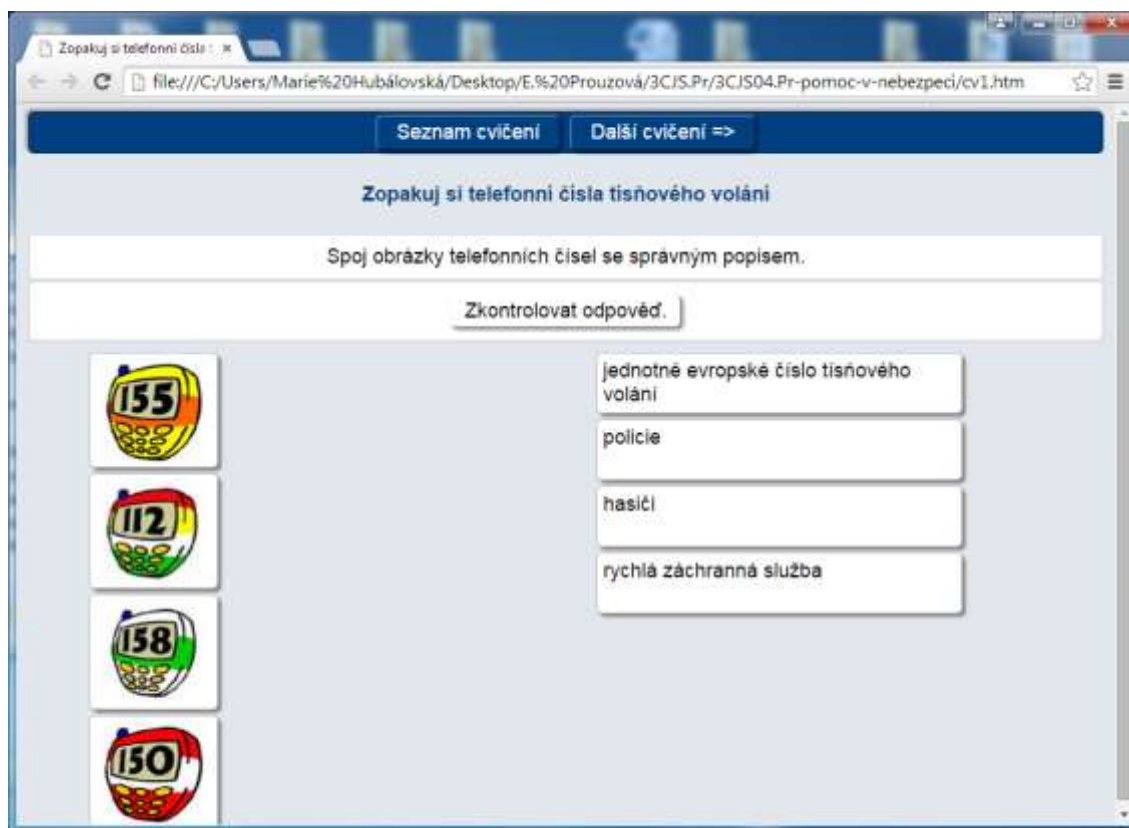 Zopakuj si telefonní čísla t
file:///C:/Users/Marie%20Hubálovská/Desktop/E.%20Prouzová/3CJS.Pr/3CJS04.Pr-pomoc-v-nebezpeci/cv1.htm
Seznam cvičení
Další cvičení =>
Zopakuj si telefonní čísla tísňového volání
Spoj obrázky telefonních čísel se správným popisem.
Zkontrolovat odpověď.
155
jednotné evropské číslo tísňového
volání
policie
112
hasiči
rychlá záchranná služba
158
150